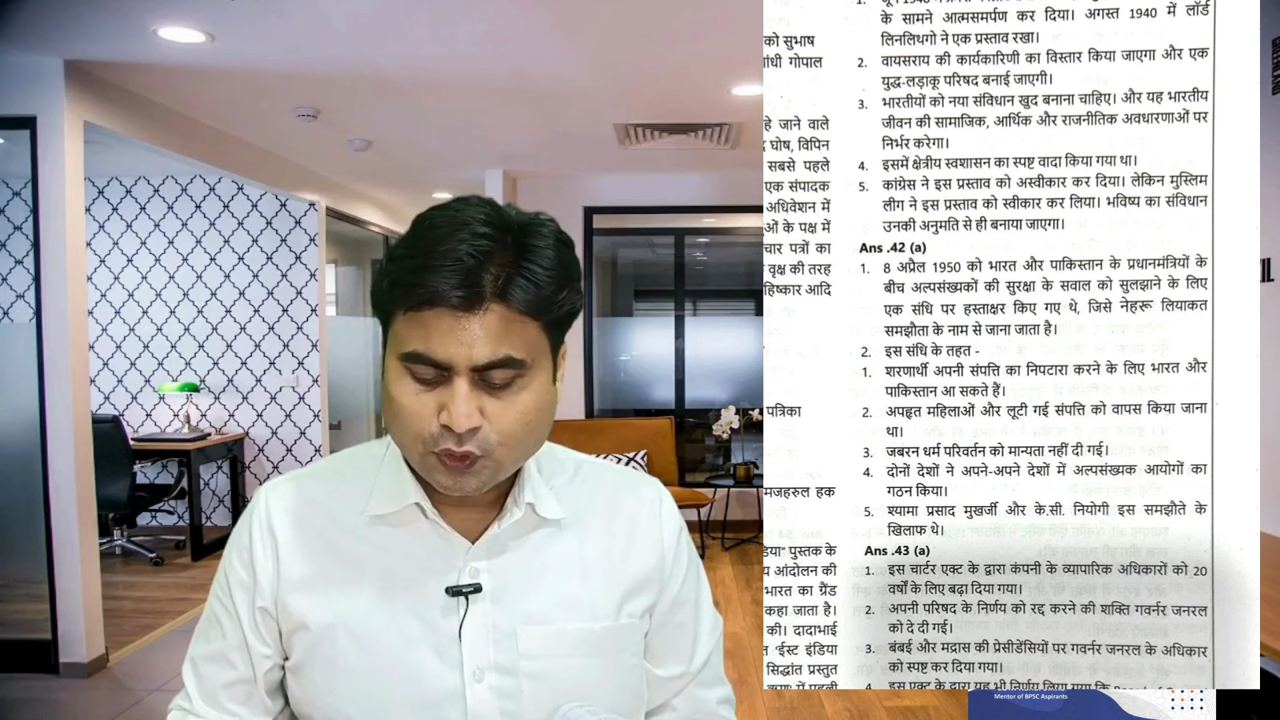 को सुभाष
गांधी गोपाल
हे जाने वाले
घोष, विपिन
सबसे पहले
एक संपादक
अधिवेशन में
ओं के पक्ष में
चार पत्रों का
वृक्ष की तरह
हिष्कार आदि
पत्रिका
मजहरुल हक
डिया" पुस्तक के
आंदोलन की
भारत का ग्रैंड
कहा जाता है।
की। दादाभाई
'ईस्ट इंडिया
सिद्धांत प्रस्तुत
के सामने आत्मसमर्पण कर दिया। अगस्त 1940 में लॉर्ड
लिनलिथगो ने एक प्रस्ताव रखा।
2. वायसराय की कार्यकारिणी का विस्तार किया जाएगा और एक
युद्ध-लड़ाकू परिषद बनाई जाएगी।
3. भारतीयों को नया संविधान खुद बनाना चाहिए। और यह भारतीय
जीवन की सामाजिक, आर्थिक और राजनीतिक अवधारणाओं पर
निर्भर करेगा।
4. इसमें क्षेत्रीय स्वशासन का स्पष्ट वादा किया गया था।
5. कांग्रेस ने इस प्रस्ताव को अस्वीकार कर दिया। लेकिन मुस्लिम
लीग ने इस प्रस्ताव को स्वीकार कर लिया। भविष्य का संविधान
उनकी अनुमति से ही बनाया जाएगा।
Ans .42 (a)
1. 8 अप्रैल 1950 को भारत और पाकिस्तान के प्रधानमंत्रियों के
बीच अल्पसंख्यकों की सुरक्षा के सवाल को सुलझाने के लिए
एक संधि पर हस्ताक्षर किए गए थे, जिसे नेहरू लियाकत
समझौता के नाम से जाना जाता है।
2. इस संधि के तहत -
1. शरणार्थी अपनी संपत्ति का निपटारा करने के लिए भारत और
पाकिस्तान आ सकते हैं।
2. अपहृत महिलाओं और लूटी गई संपत्ति को वापस किया जाना
था।
3. जबरन धर्म परिवर्तन को मान्यता नहीं दी गई।
4. दोनों देशों ने अपने-अपने देशों में अल्पसंख्यक आयोगों का
गठन किया।
5. श्यामा प्रसाद मुखर्जी और के.सी. नियोगी इस समझौते के
खिलाफ थे।
Ans .43 (a)
1. इस चार्टर एक्ट के द्वारा कंपनी के व्यापारिक अधिकारों को 20
वर्षों के लिए बढ़ा दिया गया।
2. अपनी परिषद के निर्णय को रद्द करने की शक्ति गवर्नर जनरल
को दे दी गई।
3. बंबई और मद्रास की प्रेसीडेंसियों पर गवर्नर जनरल के अधिकार
को स्पष्ट कर दिया गया।
4. इस एक्ट के द्वारा यह भी निर्णय लिया गया कि
Mentor of BPSC Aspirants